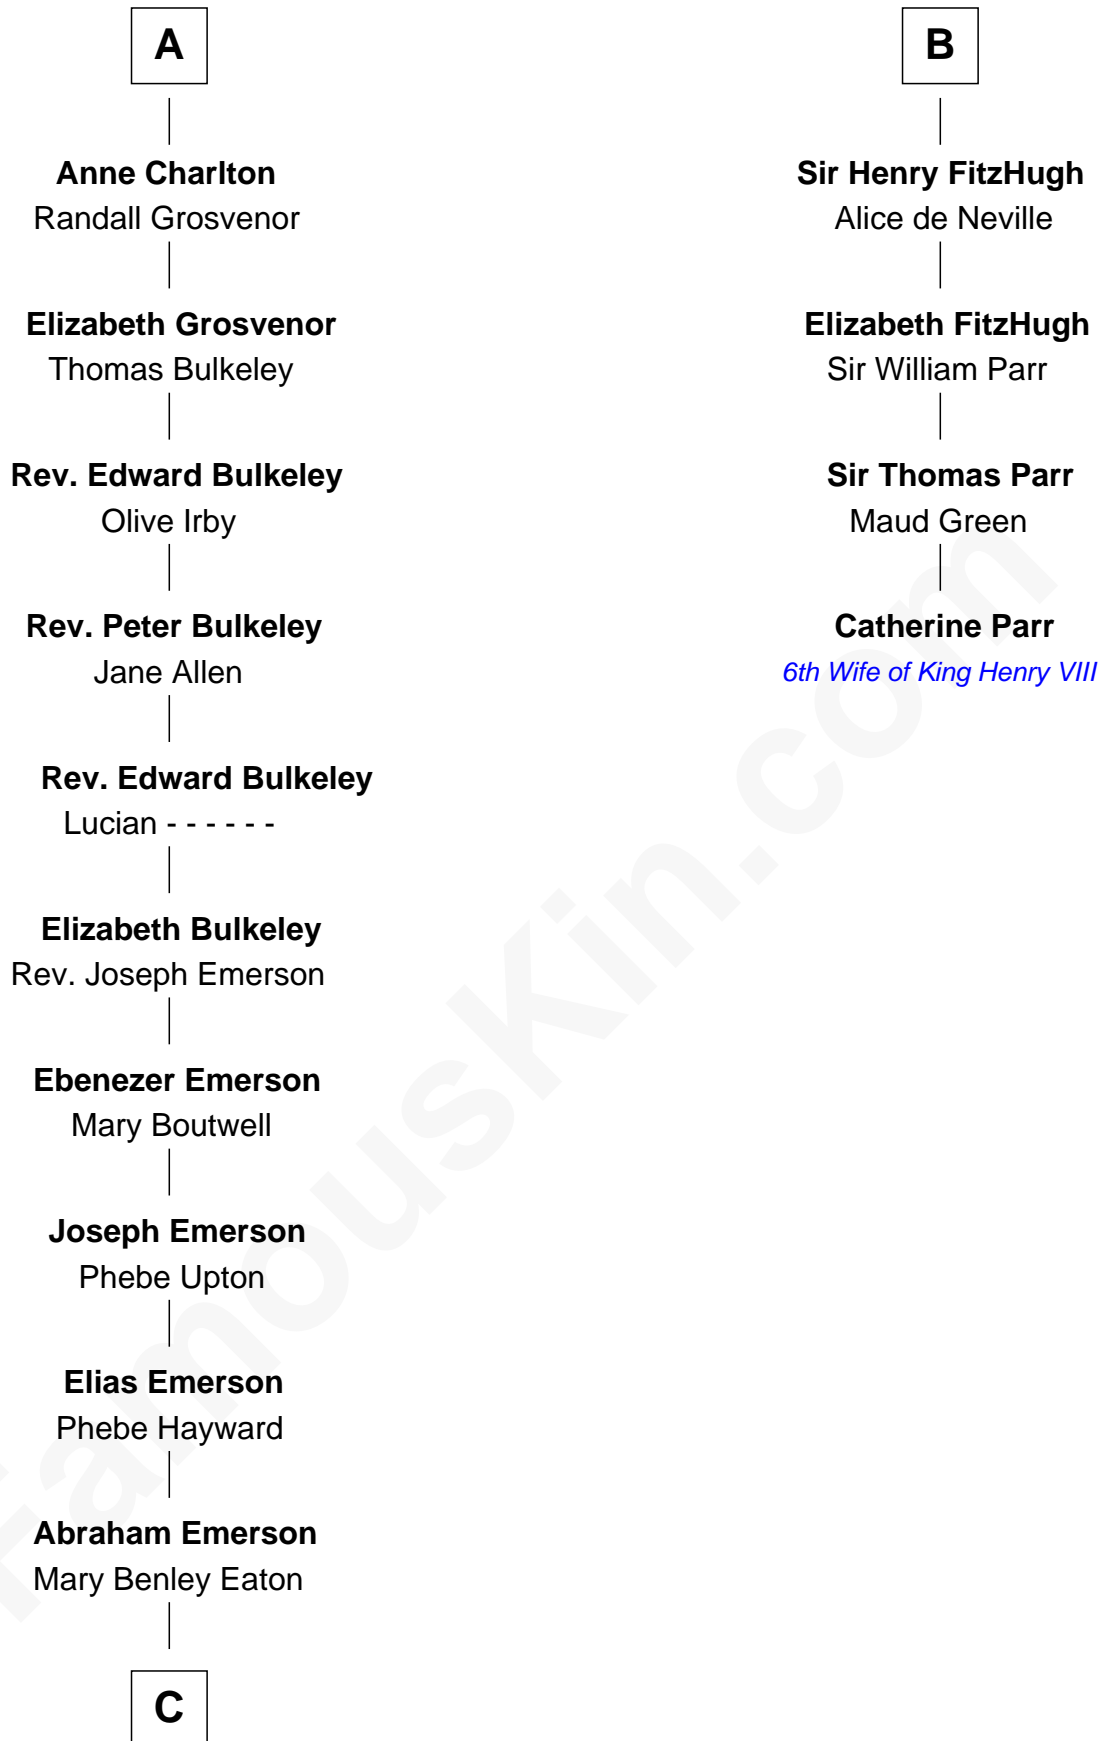 A
Anne Charlton
Randall Grosvenor
Elizabeth Grosvenor
Thomas Bulkeley
Rev. Edward Bulkeley
Olive Irby
Rev. Peter Bulkeley
Jane Allen
Rev. Edward Bulkeley
Lucian - - - - - -
Elizabeth Bulkeley
Rev. Joseph Emerson
Ebenezer Emerson
Mary Boutwell
Joseph Emerson
Phebe Upton
Elias Emerson
Phebe Hayward
Abraham Emerson
Mary Benley Eaton
C
B
Sir Henry FitzHugh
Alice de Neville
Elizabeth FitzHugh
Sir William Parr
Sir Thomas Parr
Maud Green
Catherine Parr
6th Wife of King Henry VIII
FamousKin.com